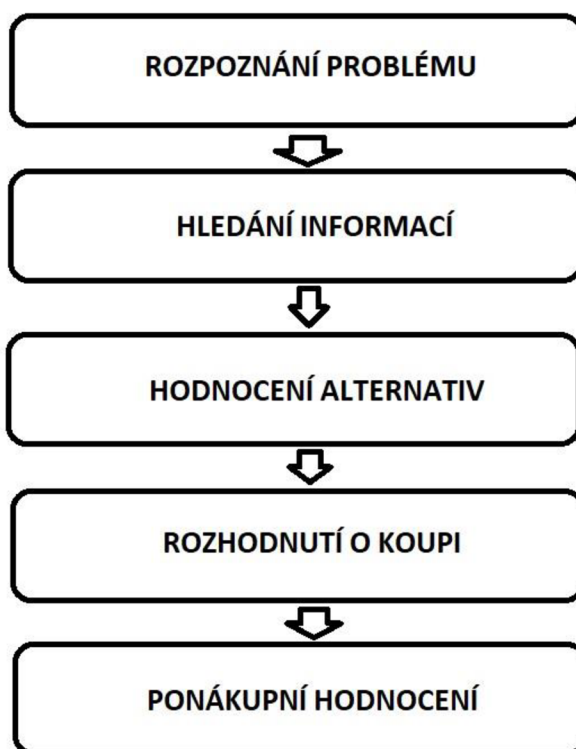 ROZPOZNÁNÍ PROBLÉMU
HLEDÁNÍ INFORMACÍ
HODNOCENÍ ALTERNATIV
ROZHODNUTÍ O KOUPI
PONÁKUPNÍ HODNOCENÍ